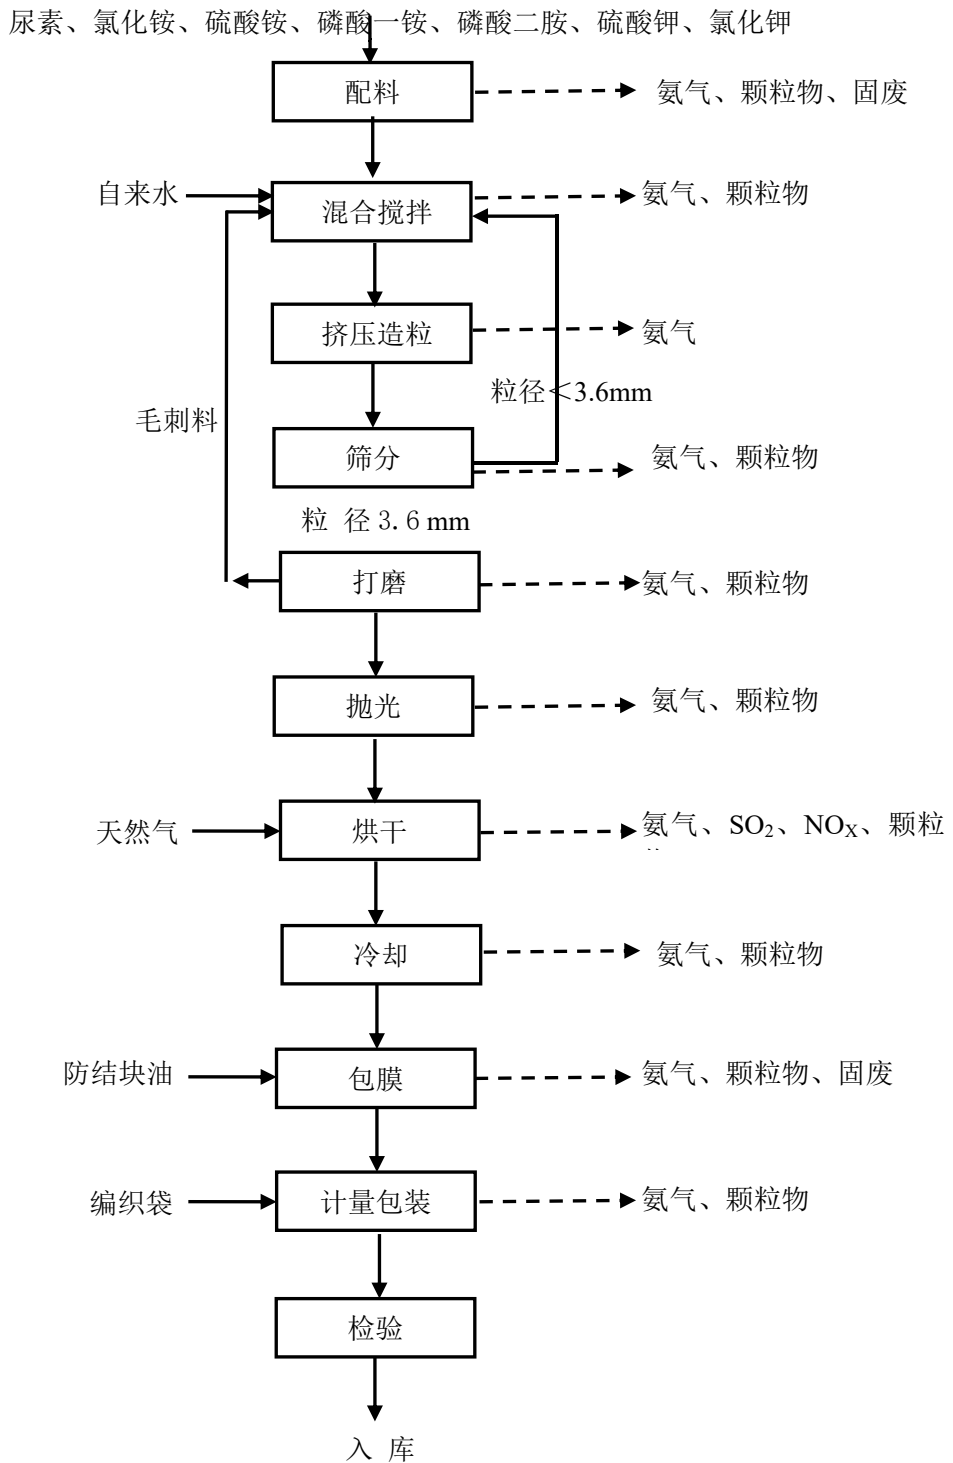 尿素、氯化铵、硫酸铵、磷酸一铵、磷酸二胺、硫酸钾、氯化钾
配料
氨气、颗粒物、固废
自来水
混合搅拌
氨气、颗粒物
挤压造粒
氨气
粒径＜3.6mm
毛刺料
筛分
氨气、颗粒物
粒 径 3.6 mm
打磨
氨气、颗粒物
抛光
氨气、颗粒物
天然气
烘干
氨气、SO₂、NOₓ、颗粒
冷却
氨气、颗粒物
防结块油
包膜
氨气、颗粒物、固废
编织袋
计量包装
氨气、颗粒物
检验
入 库